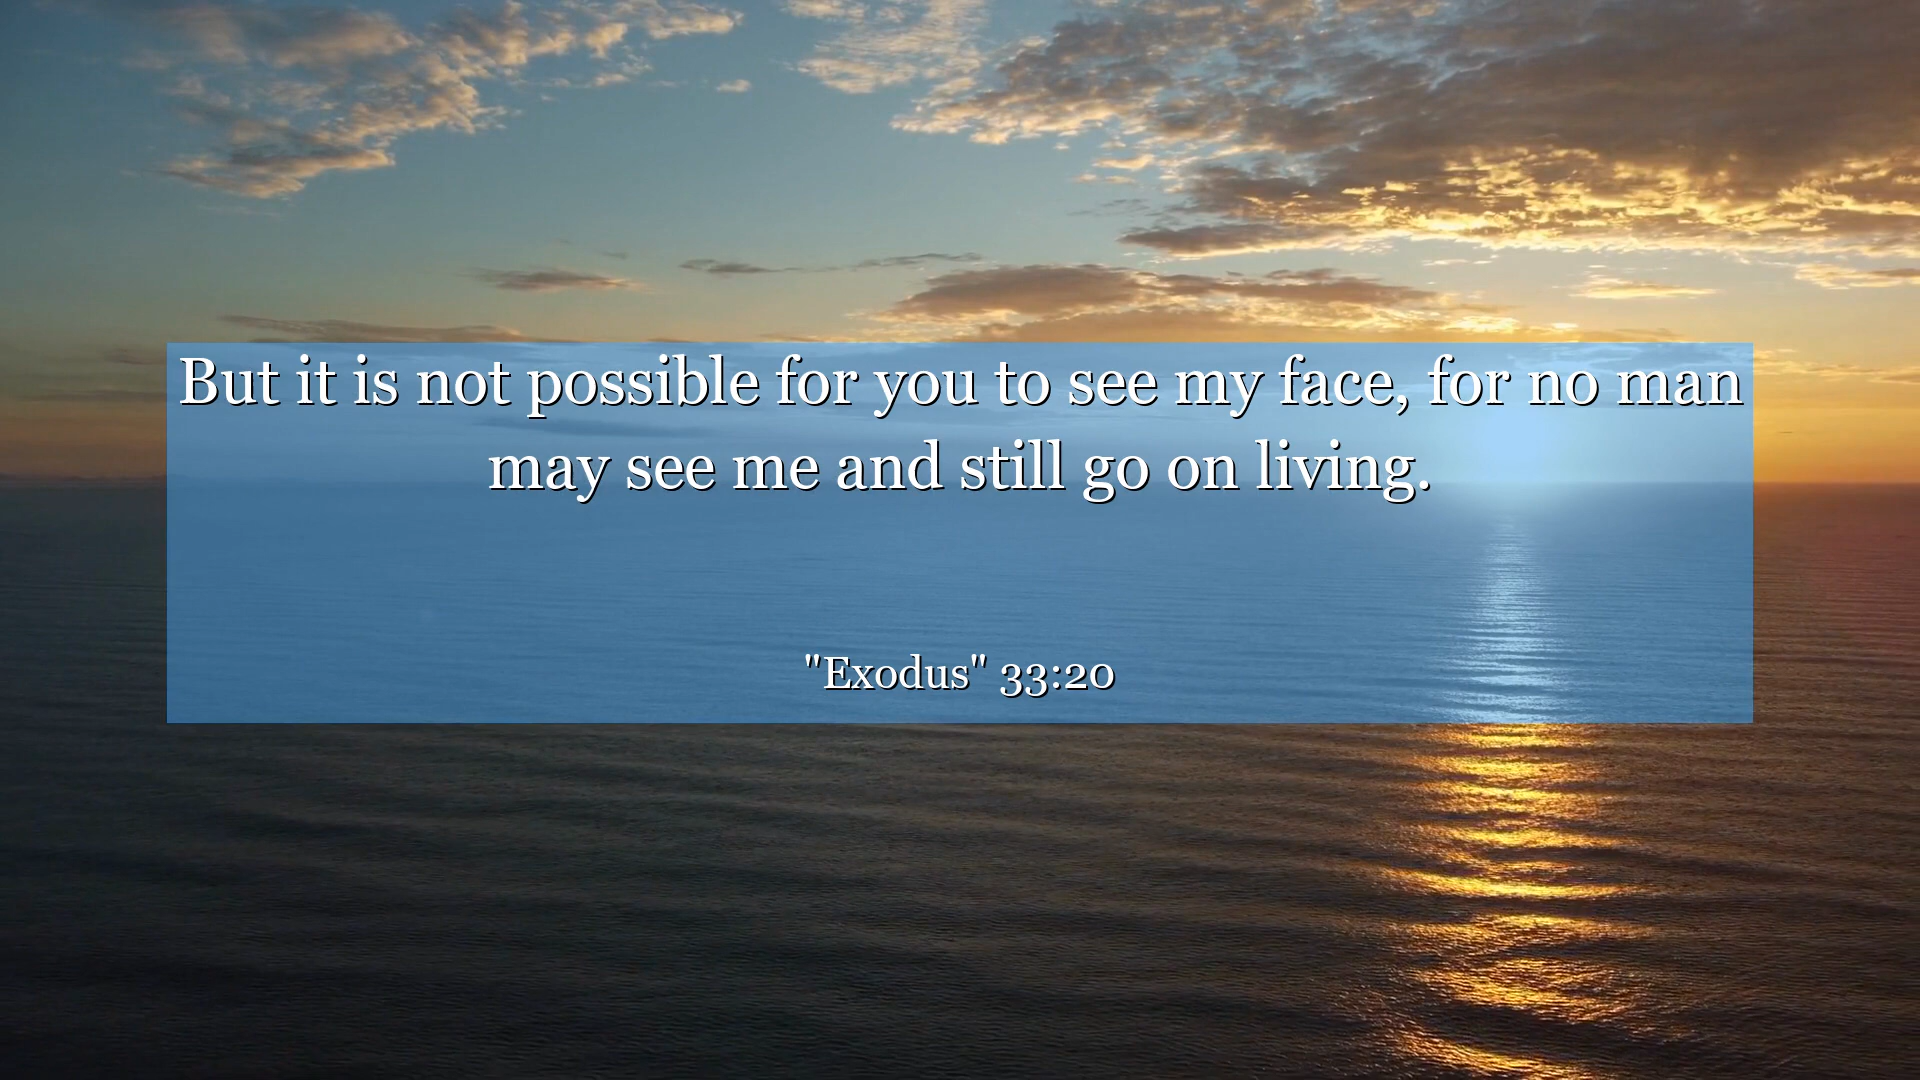 But it is not possible for you to see my face, for no man
may see me and still go on living.
"Exodus" 33:20